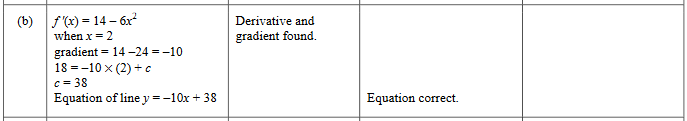 (b)
f '(x) = 14 – 6x²
when x = 2
gradient = 14 –24 = –10
18 = –10 × (2) + c
c = 38
Equation of line y = –10x + 38
Derivative and
gradient found.
Equation correct.